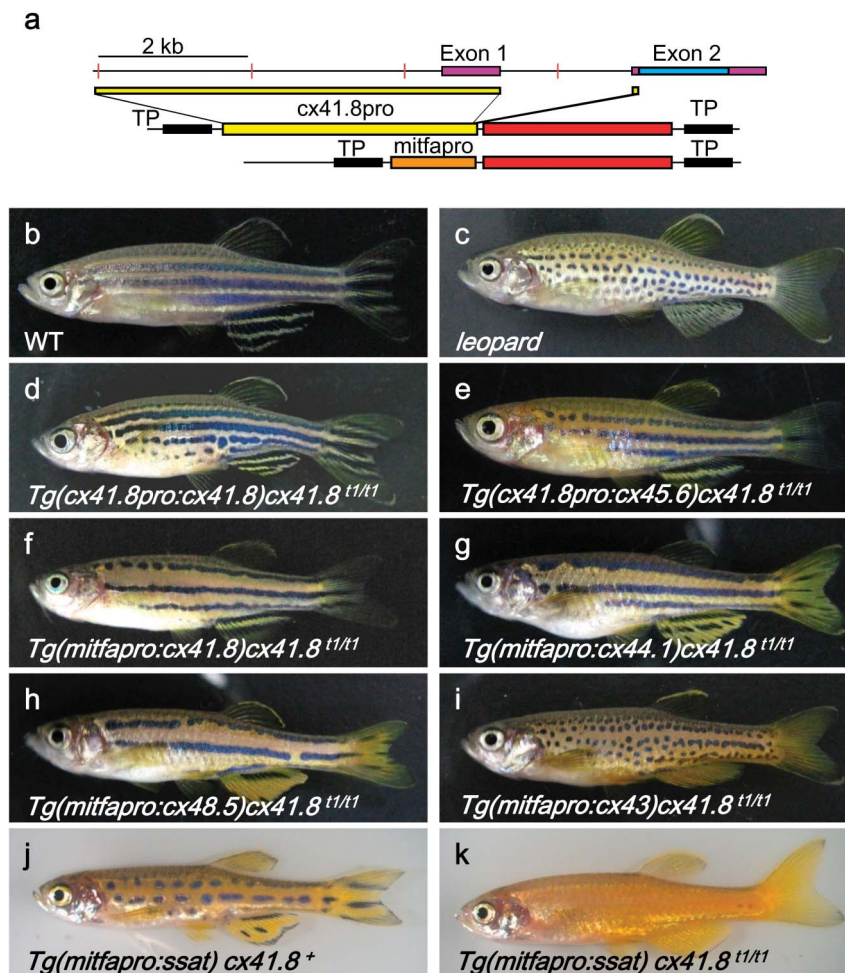 a
2 kb
Exon 1
Exon 2
cx41.8pro
TP
TP
TP
mitfapro
TP
b
WT
c
leopard
d
Tg(cx41.8pro:cx41.8)cx41.8 t1/t1
e
Tg(cx41.8pro:cx45.6)cx41.8 t1/t1
f
Tg(mitfapro:cx41.8)cx41.8 t1/t1
g
Tg(mitfapro:cx44.1)cx41.8 t1/t1
h
Tg(mitfapro:cx48.5)cx41.8 t1/t1
i
Tg(mitfapro:cx43)cx41.8 t1/t1
j
Tg(mitfapro:ssat) cx41.8 +
k
Tg(mitfapro:ssat) cx41.8 t1/t1